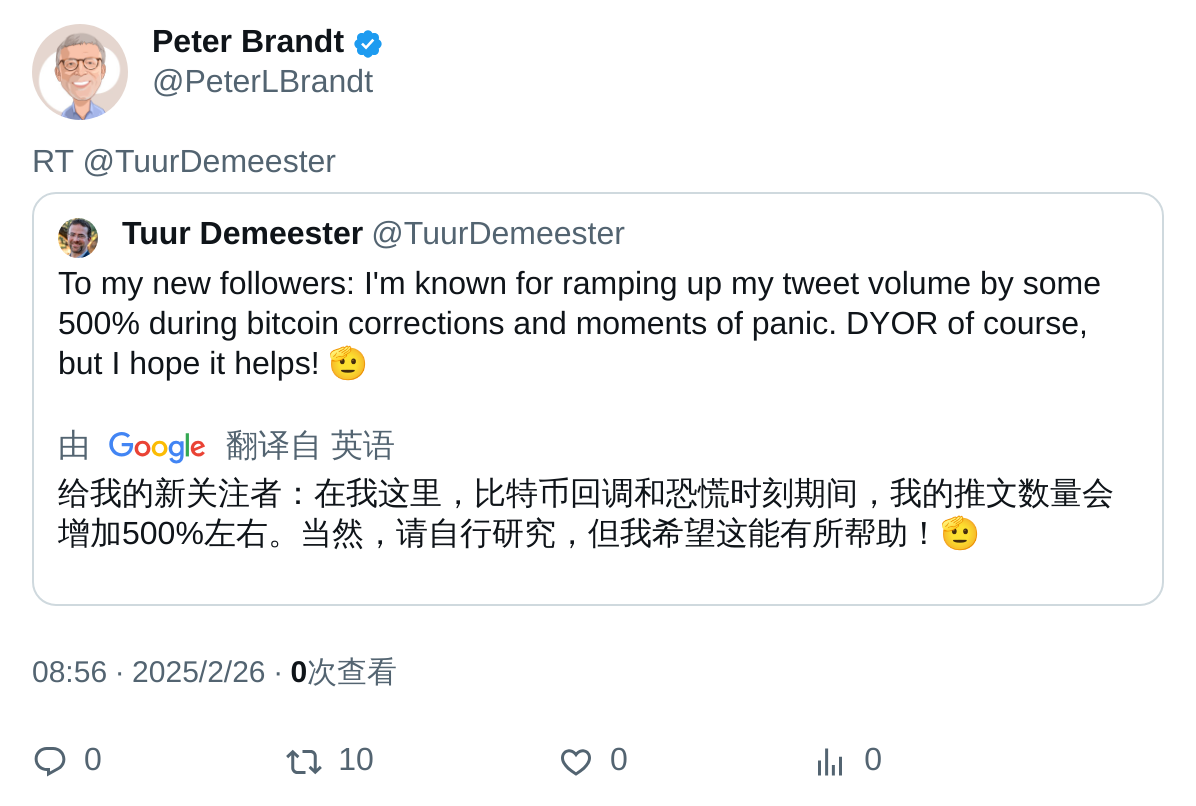 Peter Brandt
@PeterLBrandt
RT @TuurDemeester
Tuur Demeester @TuurDemeester
To my new followers: I'm known for ramping up my tweet volume by some
500% during bitcoin corrections and moments of panic. DYOR of course,
but I hope it helps! 🫡
由 Google 翻译自 英语
给我的新关注者：在我这里，比特币回调和恐慌时刻期间，我的推文数量会
增加500%左右。当然，请自行研究，但我希望这能有所帮助！🫡
08:56 · 2025/2/26 · 0次查看
0 10 0 0